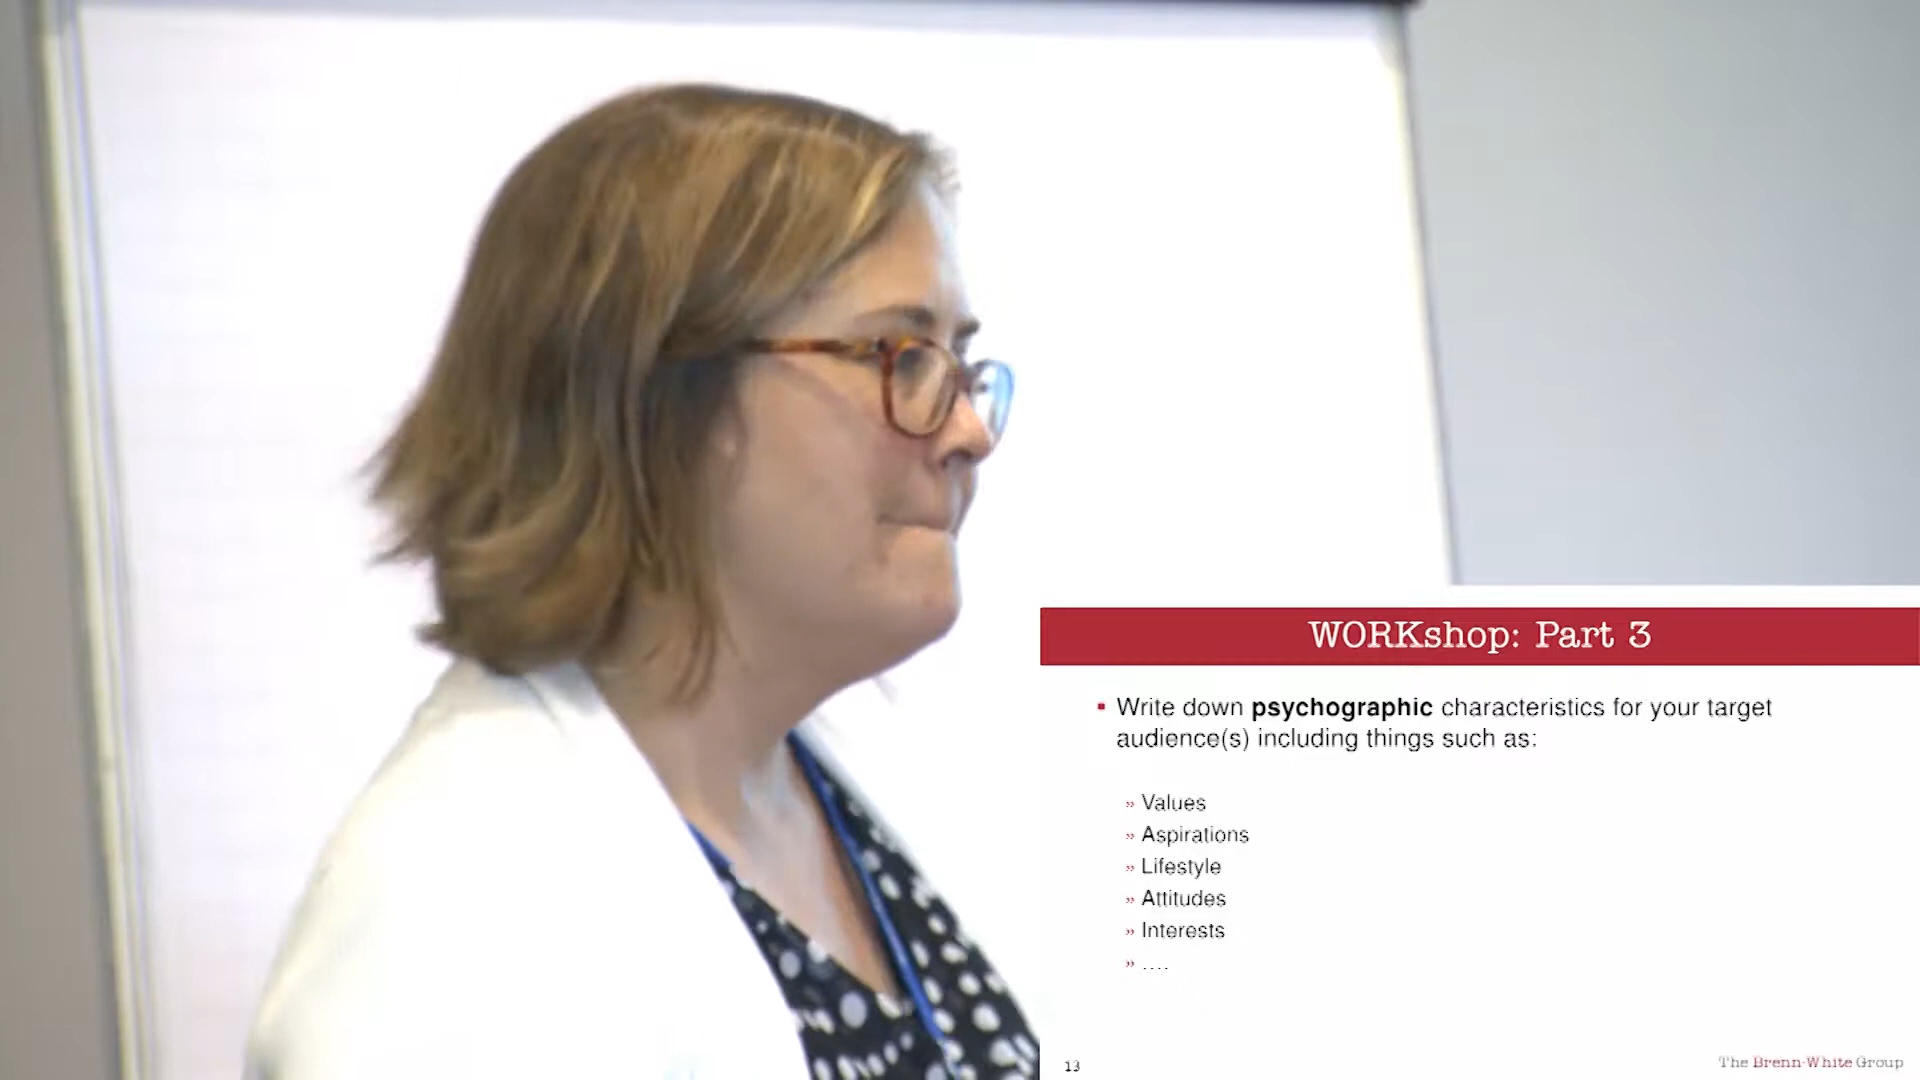 WORKshop: Part 3
▪ Write down psychographic characteristics for your target
audience(s) including things such as:
» Values
» Aspirations
» Lifestyle
» Attitudes
» Interests
» ....
13
The Brenn-White Group